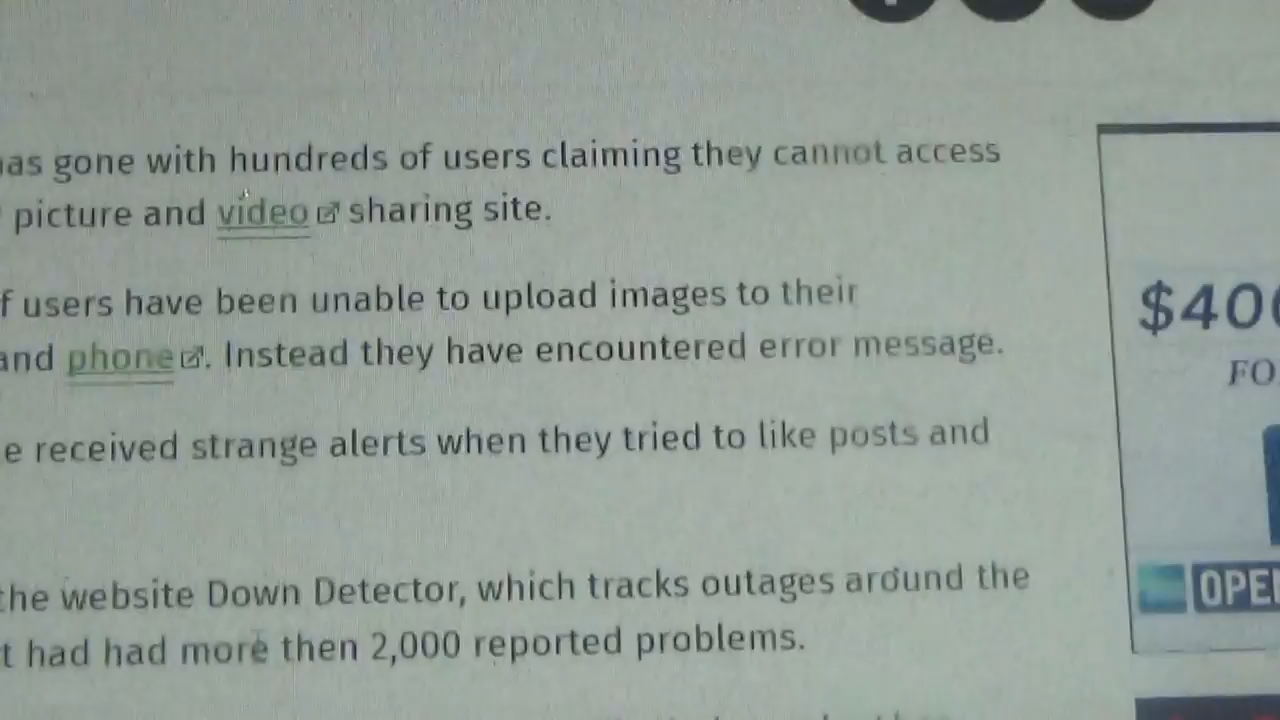 has gone with hundreds of users claiming they cannot access
picture and video sharing site.
f users have been unable to upload images to their
and phone. Instead they have encountered error message.
e received strange alerts when they tried to like posts and
the website Down Detector, which tracks outages around the
t had had more then 2,000 reported problems.
$400
FO
OPE